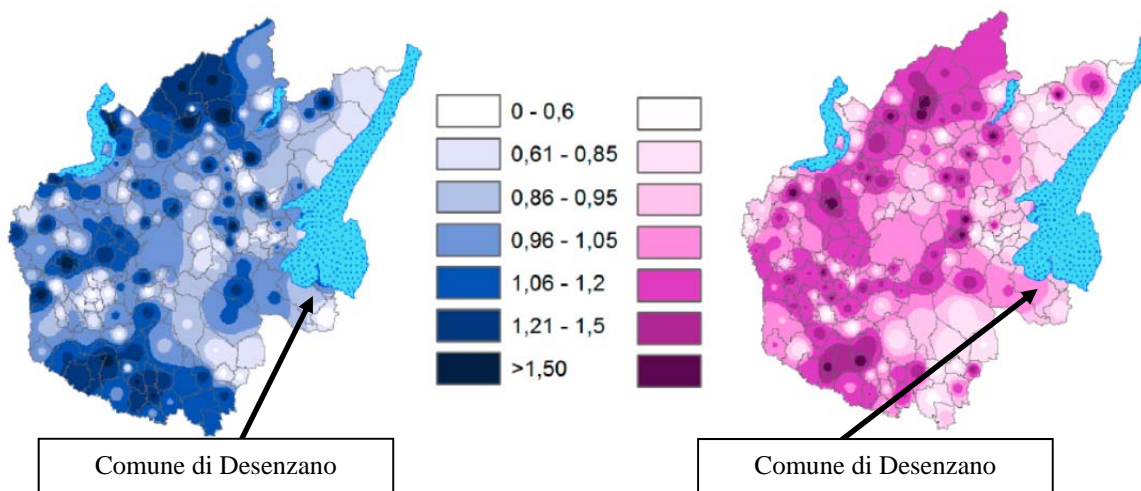 0 - 0,6
0,61 - 0,85
0,86 - 0,95
0,96 - 1,05
1,06 - 1,2
1,21 - 1,5
>1,50
Comune di Desenzano
Comune di Desenzano